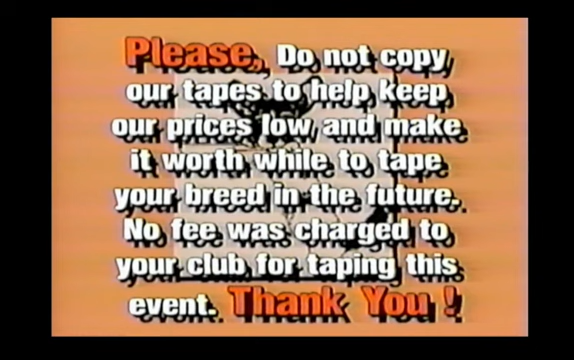 Please, Do not copy
our tapes to help keep
our prices low, and make
it worth while to tape
your breed in the future.
No fee was charged to
your club for taping this
event. Thank You !